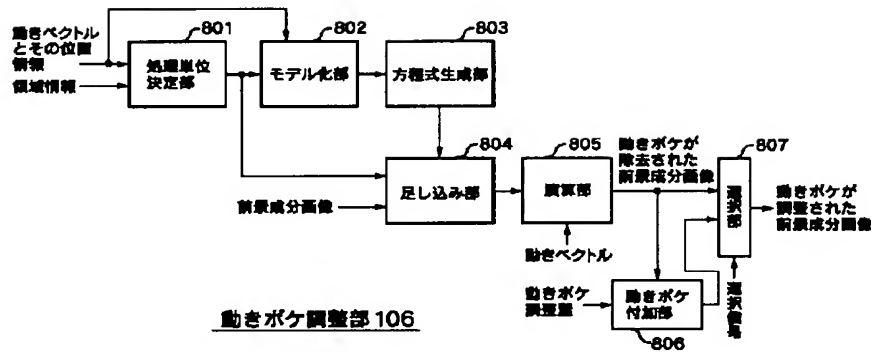 動きベクトル
とその位置
情報
領域情報
801
処理単位
決定部
802
モデル化部
803
方程式生成部
804
足し込み部
前景成分画像
805
演算部
動きベクトル
動きボケが
除去された
前景成分画像
807
選択部
動きボケが
調整された
前景成分画像
動きボケ
調整量
動きボケ
付加部
806
選択信号
動きボケ調整部106